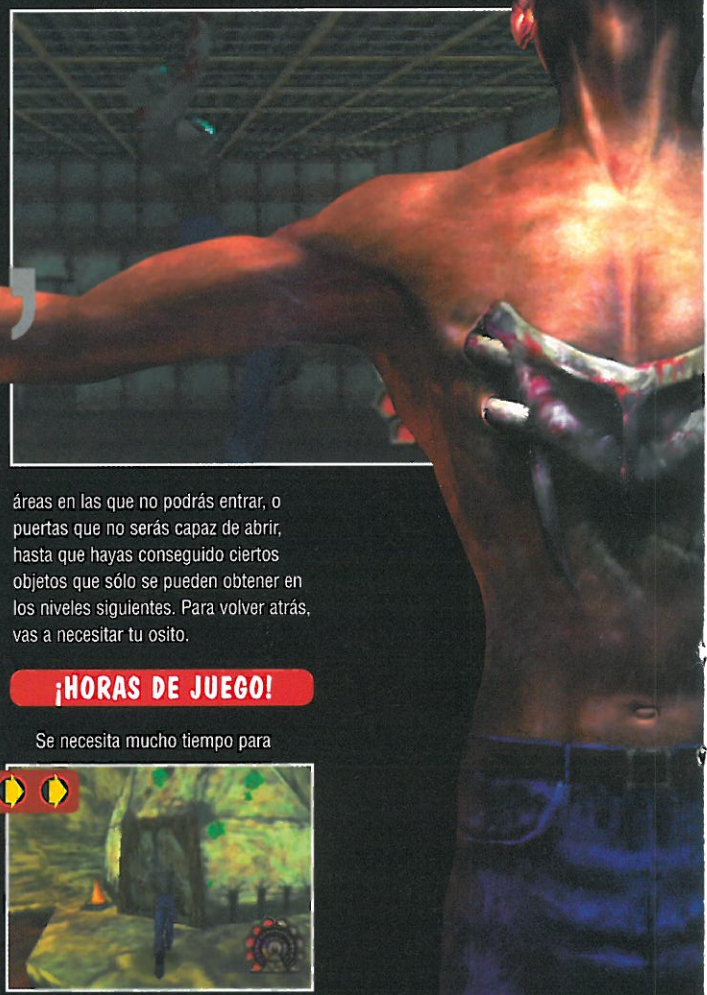 áreas en las que no podrás entrar, o
puertas que no serás capaz de abrir,
hasta que hayas conseguido ciertos
objetos que sólo se pueden obtener en
los niveles siguientes. Para volver atrás,
vas a necesitar tu osito.
¡HORAS DE JUEGO!
Se necesita mucho tiempo para